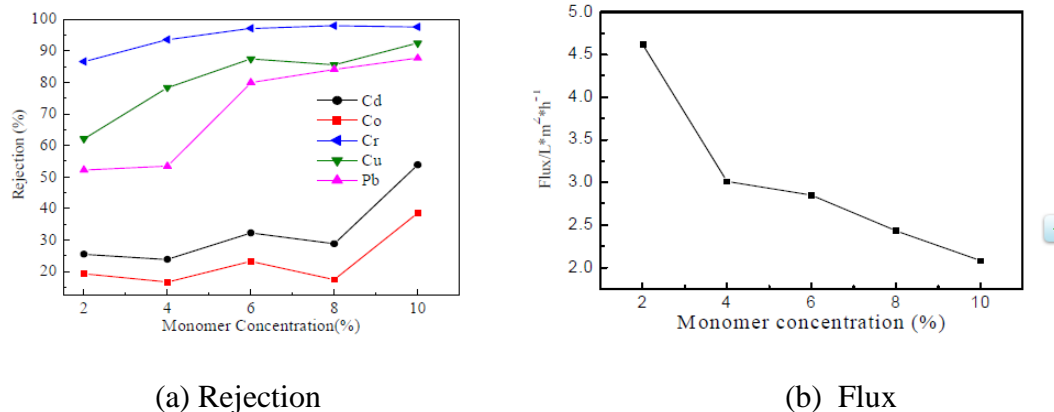 100
90
80
70
60
50
40
30
20
Rejection (%)
Cd
Co
Cr
Cu
Pb
2 4 6 8 10
Monomer Concentration(%)
(a) Rejection
5.0
4.5
4.0
3.5
3.0
2.5
2.0
Flux/L*m²*h⁻¹
2 4 6 8 10
Monomer concentration (%)
(b) Flux